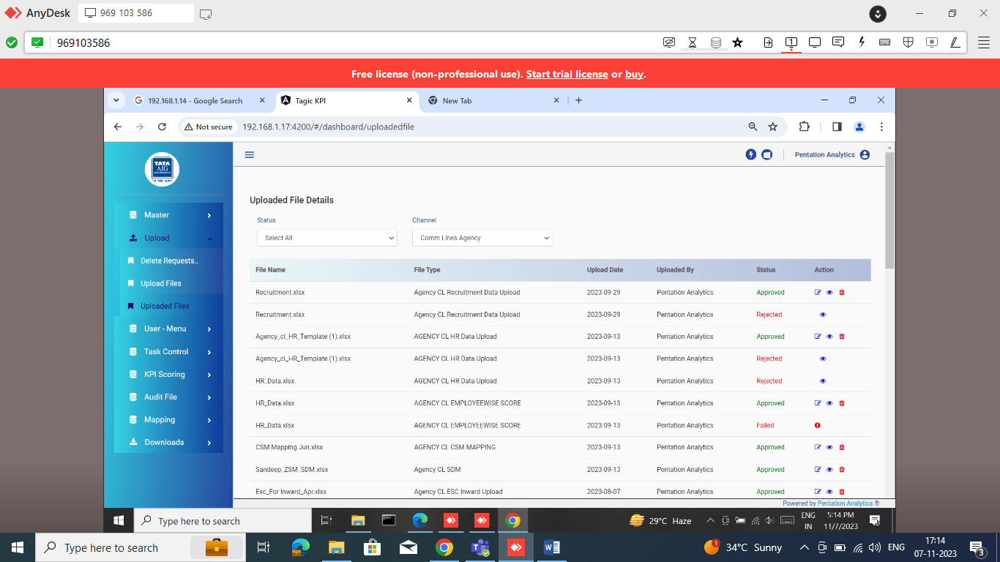 AnyDesk 969 103 586
969103586
Free license (non-professional use). Start trial license or buy.
192.168.1.14 - Google Search
Tagic KPI
New Tab
Not secure 192.168.1.17:4200/#/dashboard/uploadedfile
TATA
AIG
INSURANCE
Pentation Analytics
Master
Upload
Delete Requests..
Upload Files
Uploaded Files
User - Menu
Task Control
KPI Scoring
Audit File
Mapping
Downloads
Uploaded File Details
Status Channel
Select All Comm Lines Agency
File Name File Type Upload Date Uploaded By Status Action
Recruitment.xlsx Agency CL Recruitment Data Upload 2023-09-29 Pentation Analytics Approved
Recruitment.xlsx Agency CL Recruitment Data Upload 2023-09-29 Pentation Analytics Rejected
Agency_cl_HR_Template (1).xlsx AGENCY CL HR Data Upload 2023-09-13 Pentation Analytics Approved
Agency_cl_HR_Template (1).xlsx AGENCY CL HR Data Upload 2023-09-13 Pentation Analytics Rejected
HR_Data.xlsx AGENCY CL HR Data Upload 2023-09-13 Pentation Analytics Rejected
HR_Data.xlsx AGENCY CL EMPLOYEEWISE SCORE 2023-09-13 Pentation Analytics Approved
HR_Data.xlsx AGENCY CL EMPLOYEEWISE SCORE 2023-09-13 Pentation Analytics Failed
CSM Mapping Jun.xlsx AGENCY CL CSM MAPPING 2023-09-13 Pentation Analytics Approved
Sandeep_ZSM_SDM.xlsx Agency CL SDM 2023-09-13 Pentation Analytics Approved
Esc_For Inward_Apr.xlsx Agency CL ESC Inward Upload 2023-08-07 Pentation Analytics Approved
Powered by Pentation Analytics ®
Type here to search 29°C Haze ENG IN 5:14 PM 11/7/2023
Type here to search 34°C Sunny ENG 17:14 07-11-2023 3